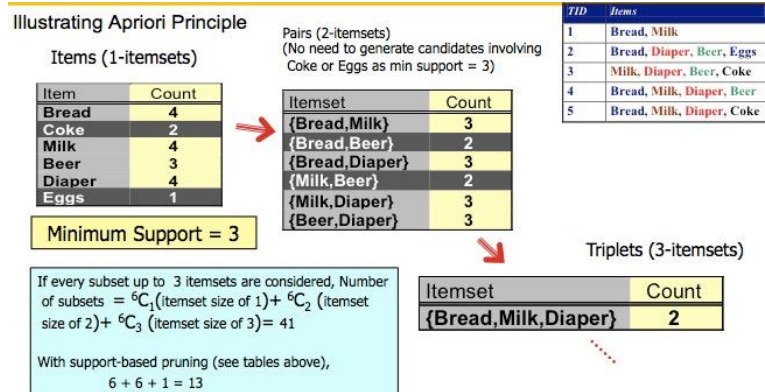 Illustrating Apriori Principle
Items (1-itemsets)
Item Count
Bread 4
Coke 2
Milk 4
Beer 3
Diaper 4
Eggs 1
Minimum Support = 3
Pairs (2-itemsets)
(No need to generate candidates involving
Coke or Eggs as min support = 3)
Itemset Count
{Bread,Milk} 3
{Bread,Beer} 2
{Bread,Diaper} 3
{Milk,Beer} 2
{Milk,Diaper} 3
{Beer,Diaper} 3
TID Items
1 Bread, Milk
2 Bread, Diaper, Beer, Eggs
3 Milk, Diaper, Beer, Coke
4 Bread, Milk, Diaper, Beer
5 Bread, Milk, Diaper, Coke
Triplets (3-itemsets)
Itemset Count
{Bread,Milk,Diaper} 2
If every subset up to 3 itemsets are considered, Number
of subsets = ⁶C₁(itemset size of 1)+ ⁶C₂ (itemset
size of 2)+ ⁶C₃ (itemset size of 3)= 41
With support-based pruning (see tables above),
6 + 6 + 1 = 13